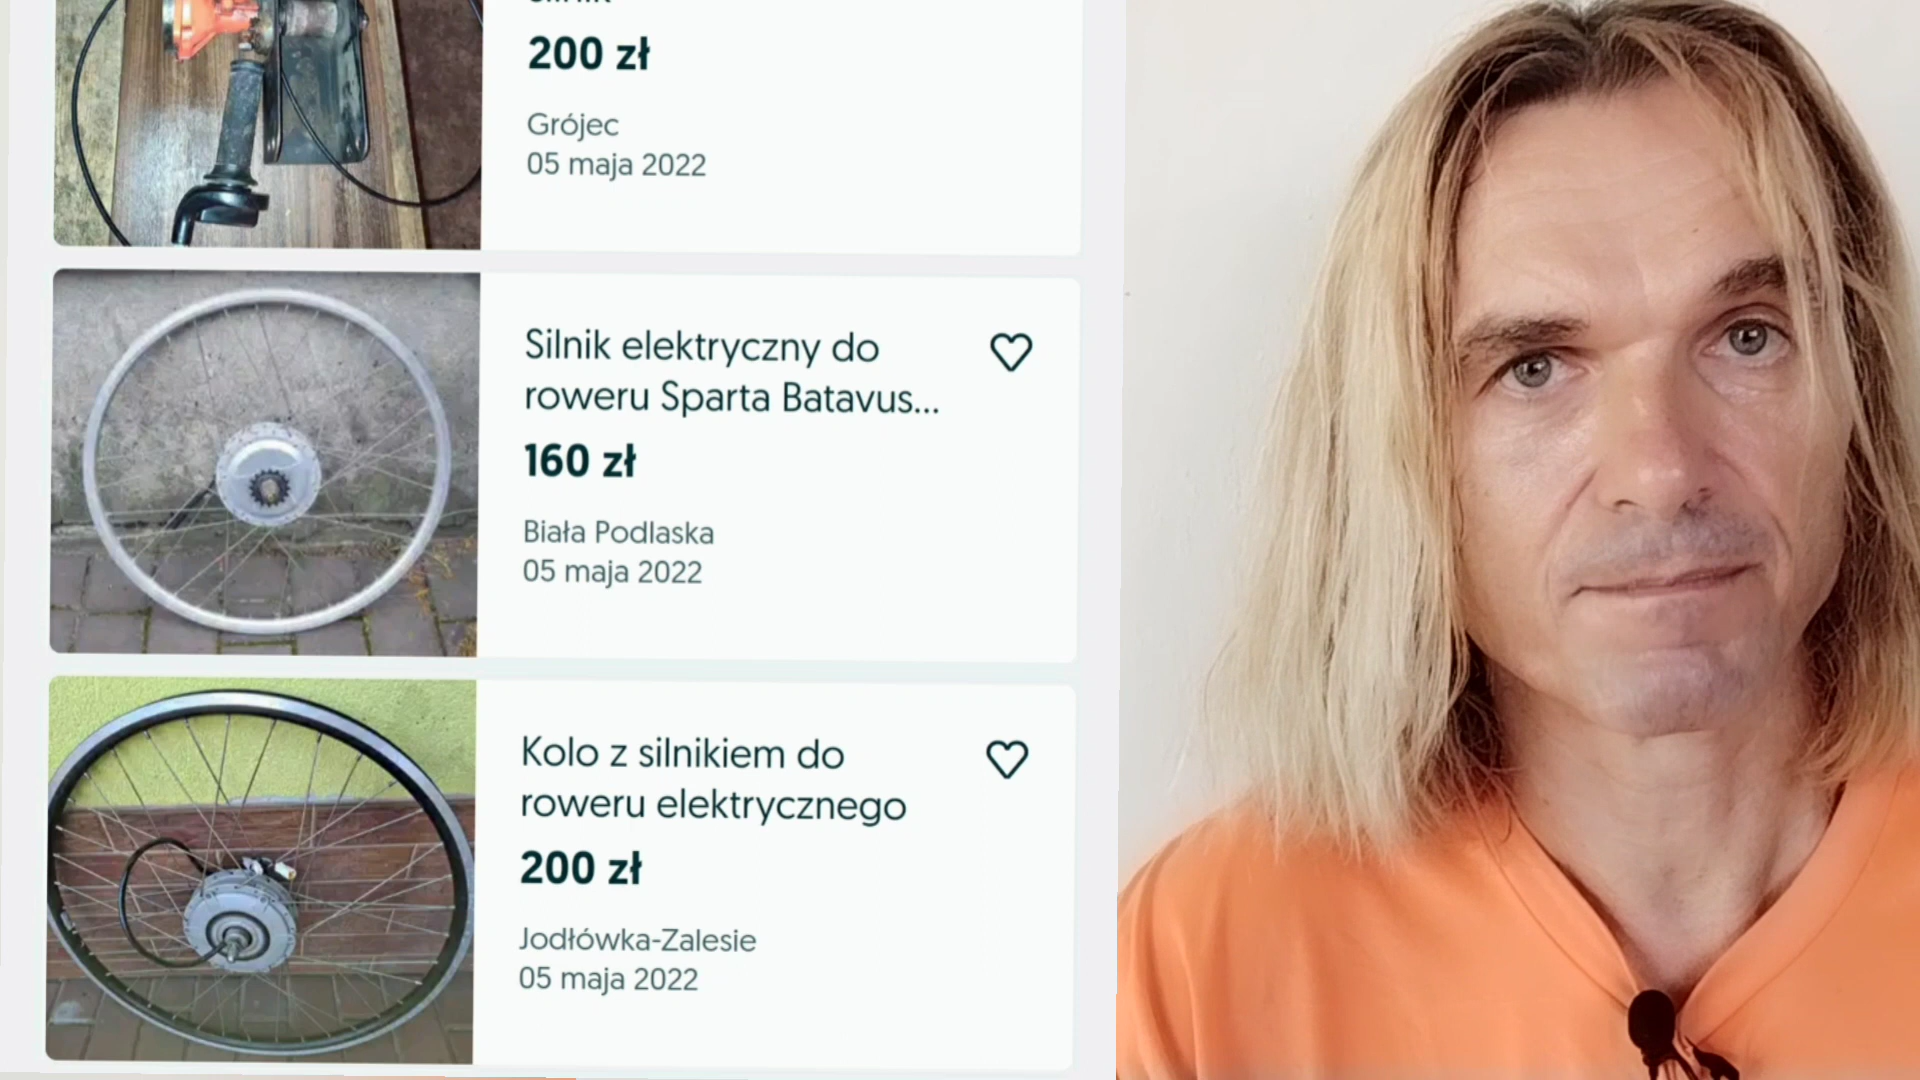 200 zł
Grójec
05 maja 2022
Silnik elektryczny do
roweru Sparta Batavus...
160 zł
Biała Podlaska
05 maja 2022
Kolo z silnikiem do
roweru elektrycznego
200 zł
Jodłówka-Zalesie
05 maja 2022